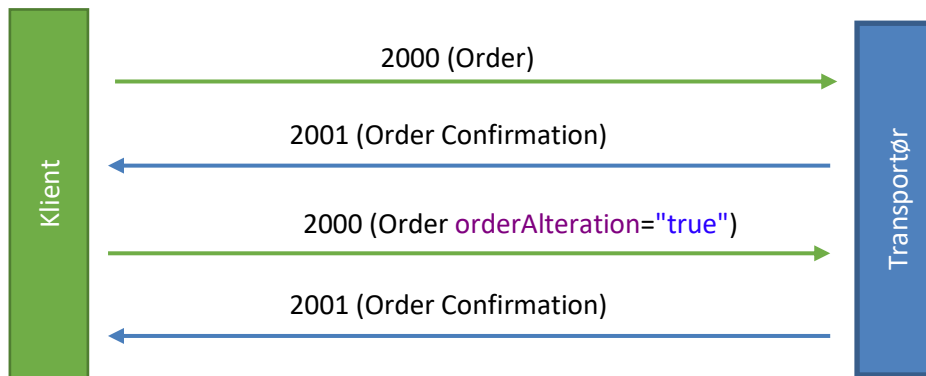 2000 (Order)
2001 (Order Confirmation)
Klient
Transportør
2000 (Order orderAlteration="true")
2001 (Order Confirmation)